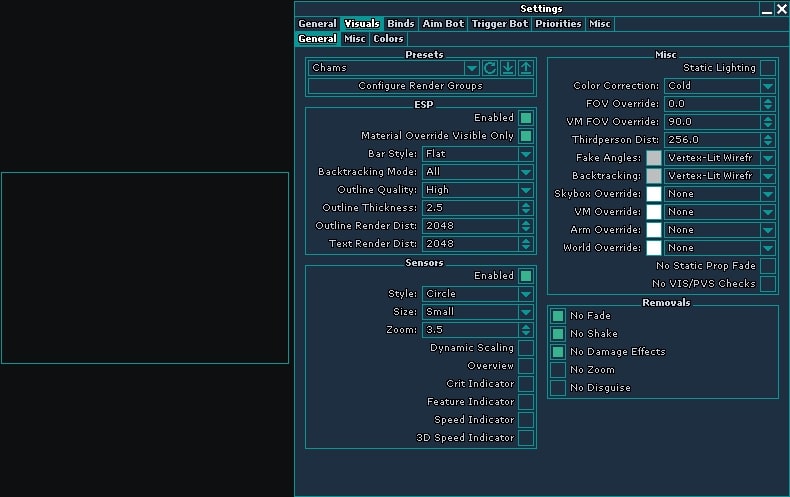 Settings
General Visuals Binds Aim Bot Trigger Bot Priorities Misc
General Misc Colors
Presets
Chams
Configure Render Groups
ESP
Enabled
Material Override Visible Only
Bar Style: Flat
Backtracking Mode: All
Outline Quality: High
Outline Thickness: 2.5
Outline Render Dist: 2048
Text Render Dist: 2048
Sensors
Enabled
Style: Circle
Size: Small
Zoom: 3.5
Dynamic Scaling
Overview
Crit Indicator
Feature Indicator
Speed Indicator
3D Speed Indicator
Misc
Static Lighting
Color Correction: Cold
FOV Override: 0.0
VM FOV Override: 90.0
Thirdperson Dist: 256.0
Fake Angles: Vertex-Lit Wirefr
Backtracking: Vertex-Lit Wirefr
Skybox Override: None
VM Override: None
Arm Override: None
World Override: None
No Static Prop Fade
No VIS/PVS Checks
Removals
No Fade
No Shake
No Damage Effects
No Zoom
No Disguise